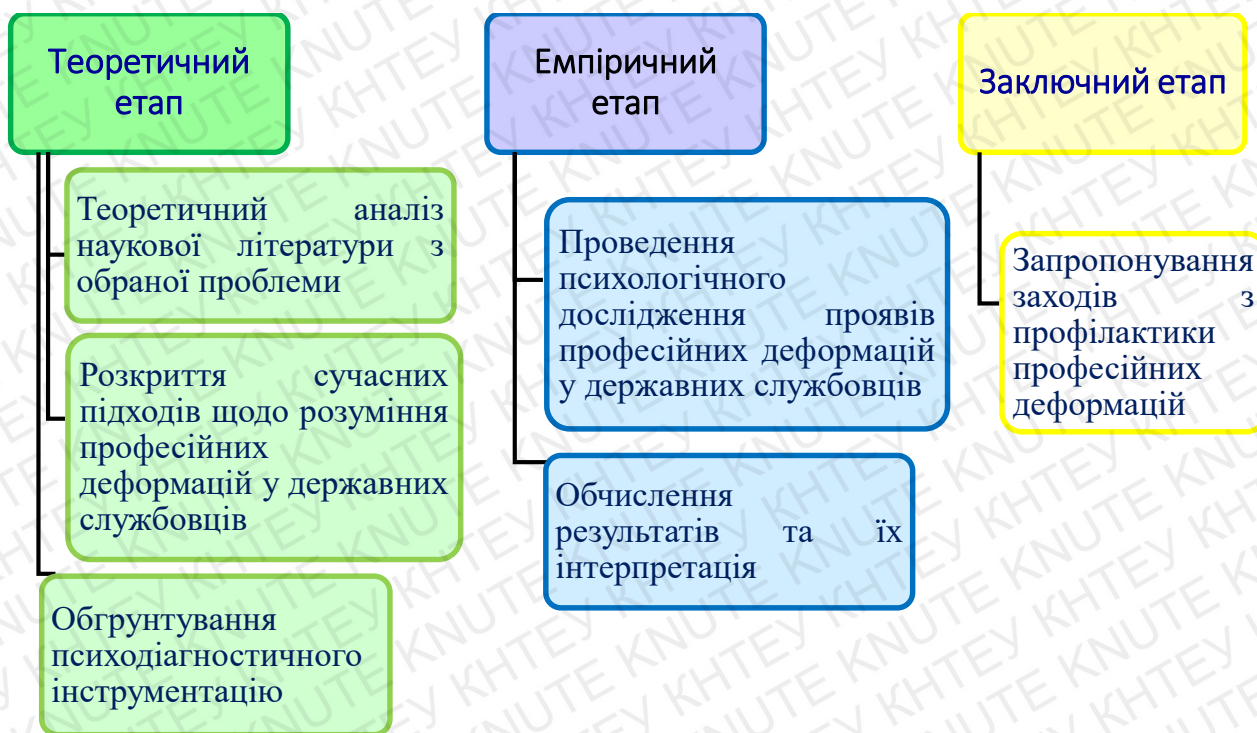 Теоретичний
етап
Теоретичний аналіз
наукової літератури з
обраної проблеми
Розкриття сучасних
підходів щодо розуміння
професійних
деформацій у державних
службовців
Обгрунтування
психодіагностичного
інструментацію
Емпіричний
етап
Проведення
психологічного
дослідження проявів
професійних деформацій
у державних службовців
Обчислення
результатів та їх
інтерпретація
Заключний етап
Запропонування
заходів з
профілактики
професійних
деформацій